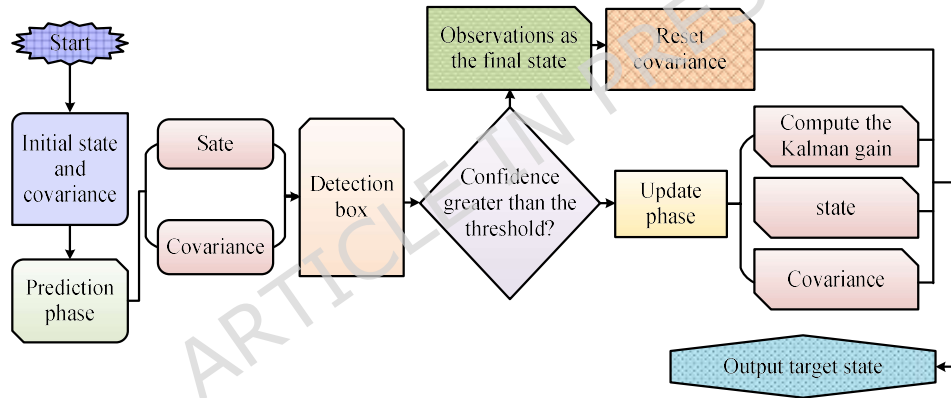 Start
Initial state
and
covariance
Prediction
phase
Sate
Covariance
Detection
box
Confidence
greater than the
threshold?
Observations as
the final state
Reset
covariance
Update
phase
Compute the
Kalman gain
state
Covariance
Output target state
ARTICLE IN PRES